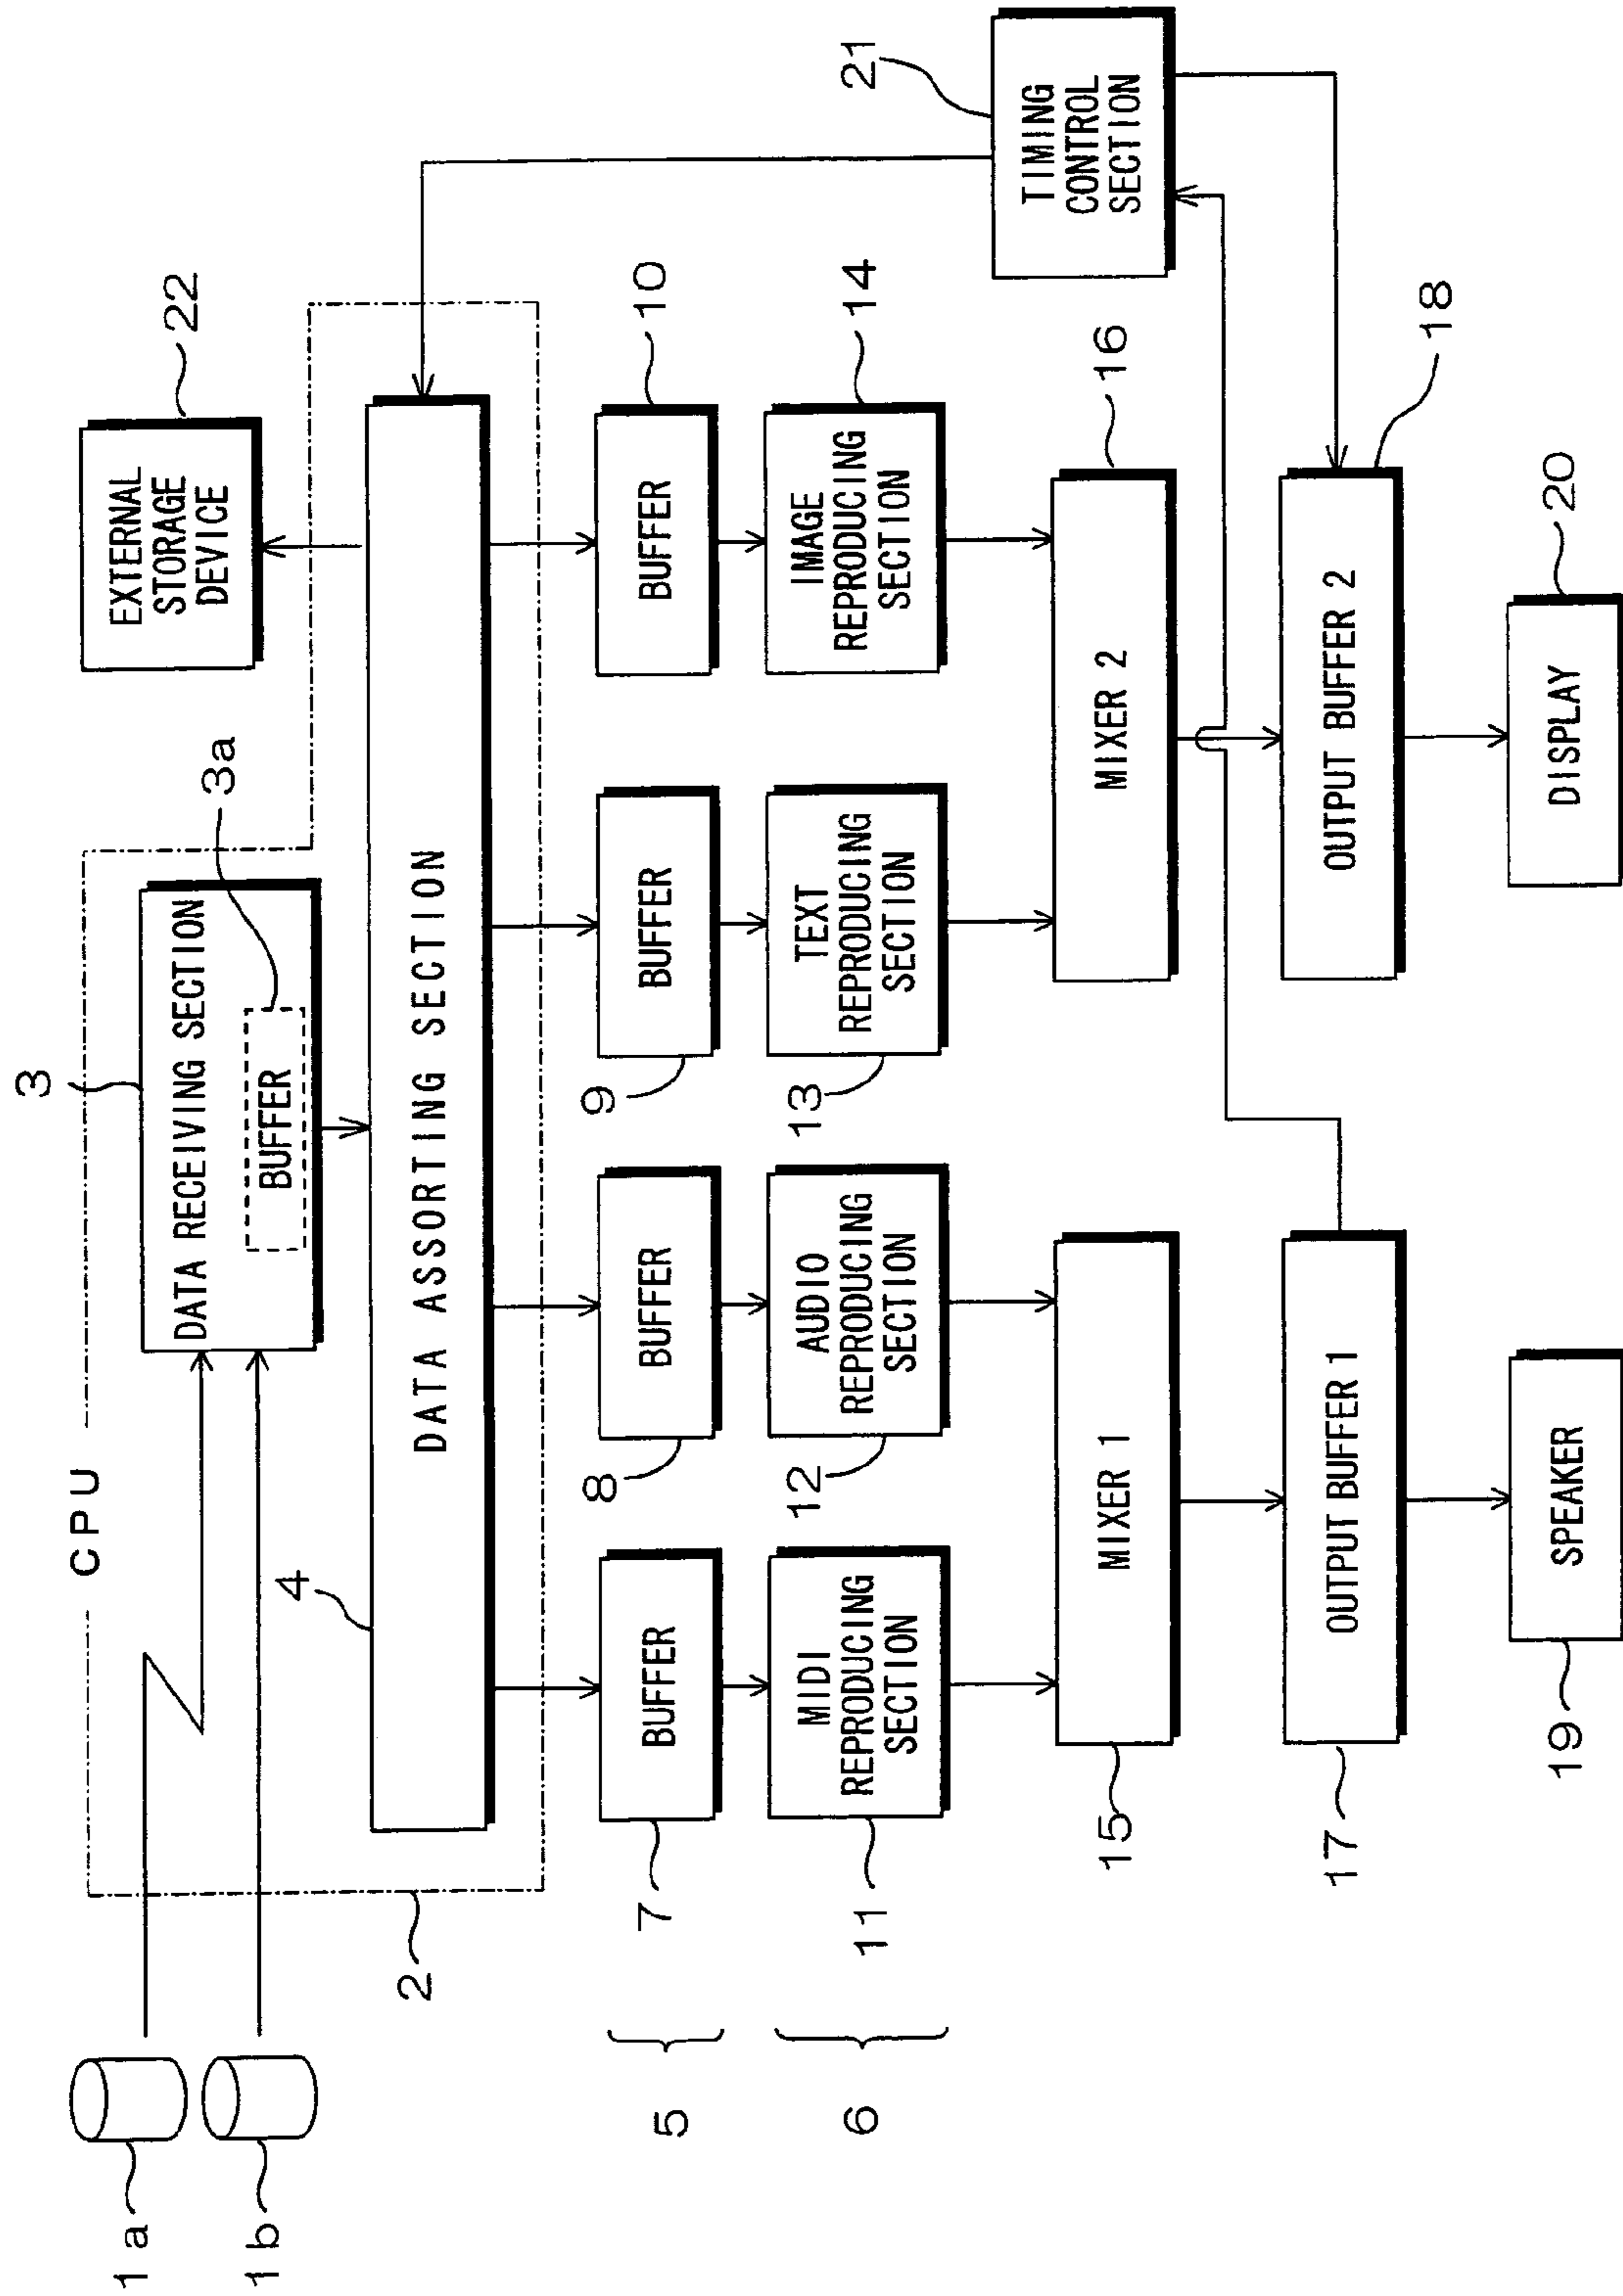 1a
1b
CPU
3
DATA RECEIVING SECTION
BUFFER
3a
EXTERNAL
STORAGE
DEVICE
22
4
DATA ASSORTING SECTION
2
5
7
BUFFER
8
BUFFER
9
BUFFER
BUFFER
10
6
11
MIDI
REPRODUCING
SECTION
12
AUDIO
REPRODUCING
SECTION
13
TEXT
REPRODUCING
SECTION
IMAGE
REPRODUCING
SECTION
14
21
TIMING
CONTROL
SECTION
15
MIXER 1
MIXER 2
16
17
OUTPUT BUFFER 1
OUTPUT BUFFER 2
18
19
SPEAKER
DISPLAY
20